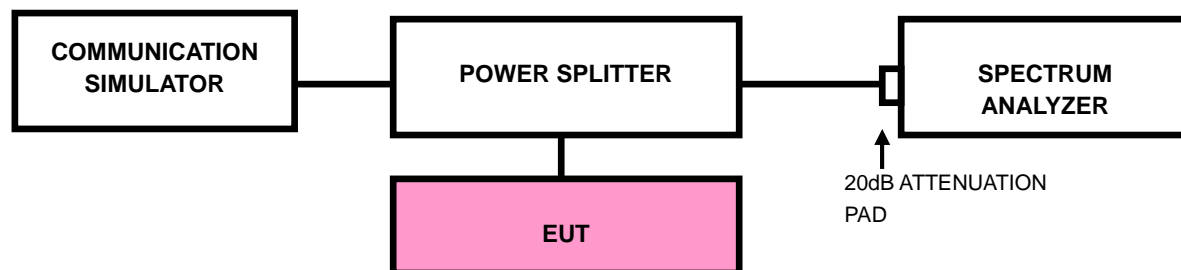 COMMUNICATION
SIMULATOR
POWER SPLITTER
SPECTRUM
ANALYZER
20dB ATTENUATION
PAD
EUT